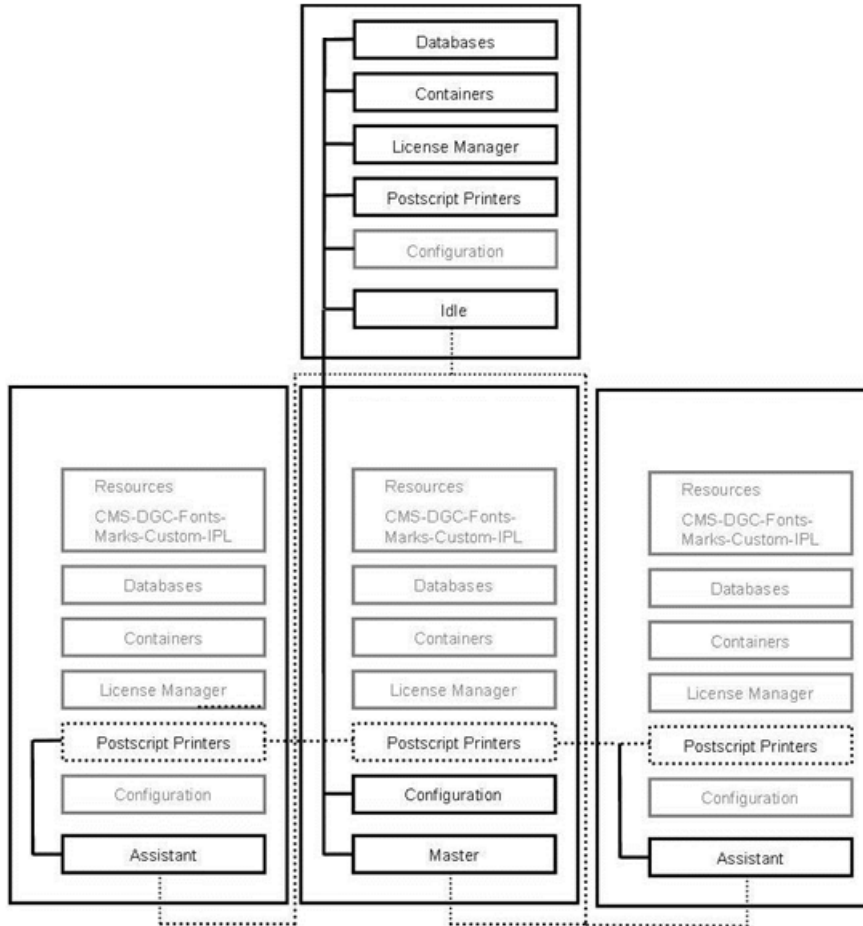 Databases
Containers
License Manager
Postscript Printers
Configuration
Idle
Resources
CMS-DGC-Fonts-
Marks-Custom-IPL
Databases
Containers
License Manager
Postscript Printers
Configuration
Assistant
Resources
CMS-DGC-Fonts-
Marks-Custom-IPL
Databases
Containers
License Manager
Postscript Printers
Configuration
Master
Resources
CMS-DGC-Fonts-
Marks-Custom-IPL
Databases
Containers
License Manager
Postscript Printers
Configuration
Assistant